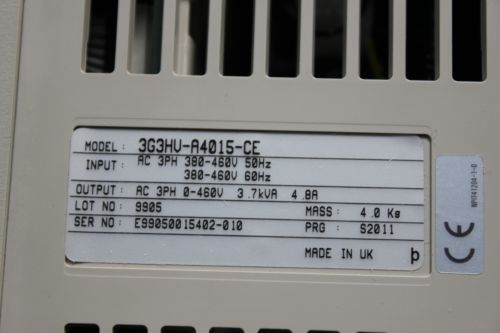 MODEL: 3G3HV-A4015-CE
INPUT: AC 3PH 380-460V 50Hz
380-460V 60Hz
OUTPUT: AC 3PH 0-460V 3.7kVA 4.8A
LOT NO: 9905 MASS: 4.0 Kg
SER NO: E99050015402-010 PRG: S2011
MADE IN UK
CE